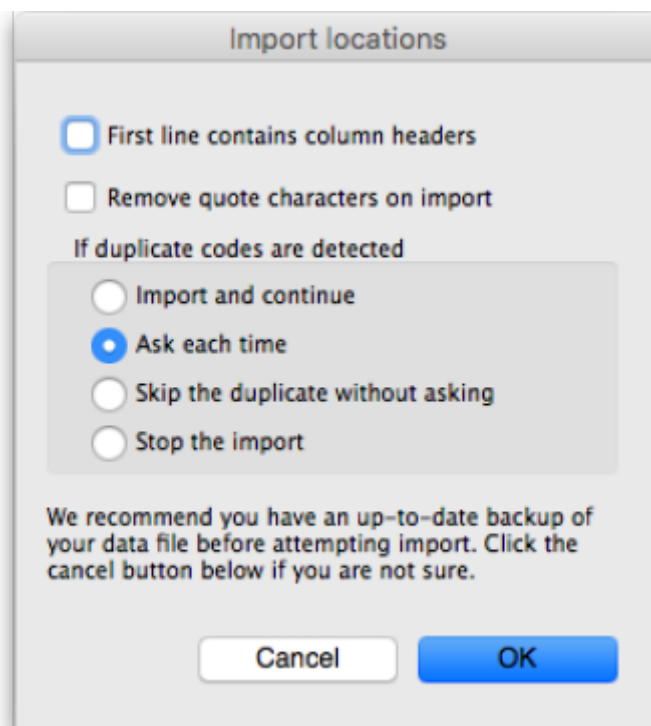 Import locations
First line contains column headers
Remove quote characters on import
If duplicate codes are detected
Import and continue
Ask each time
Skip the duplicate without asking
Stop the import
We recommend you have an up-to-date backup of
your data file before attempting import. Click the
cancel button below if you are not sure.
Cancel
OK